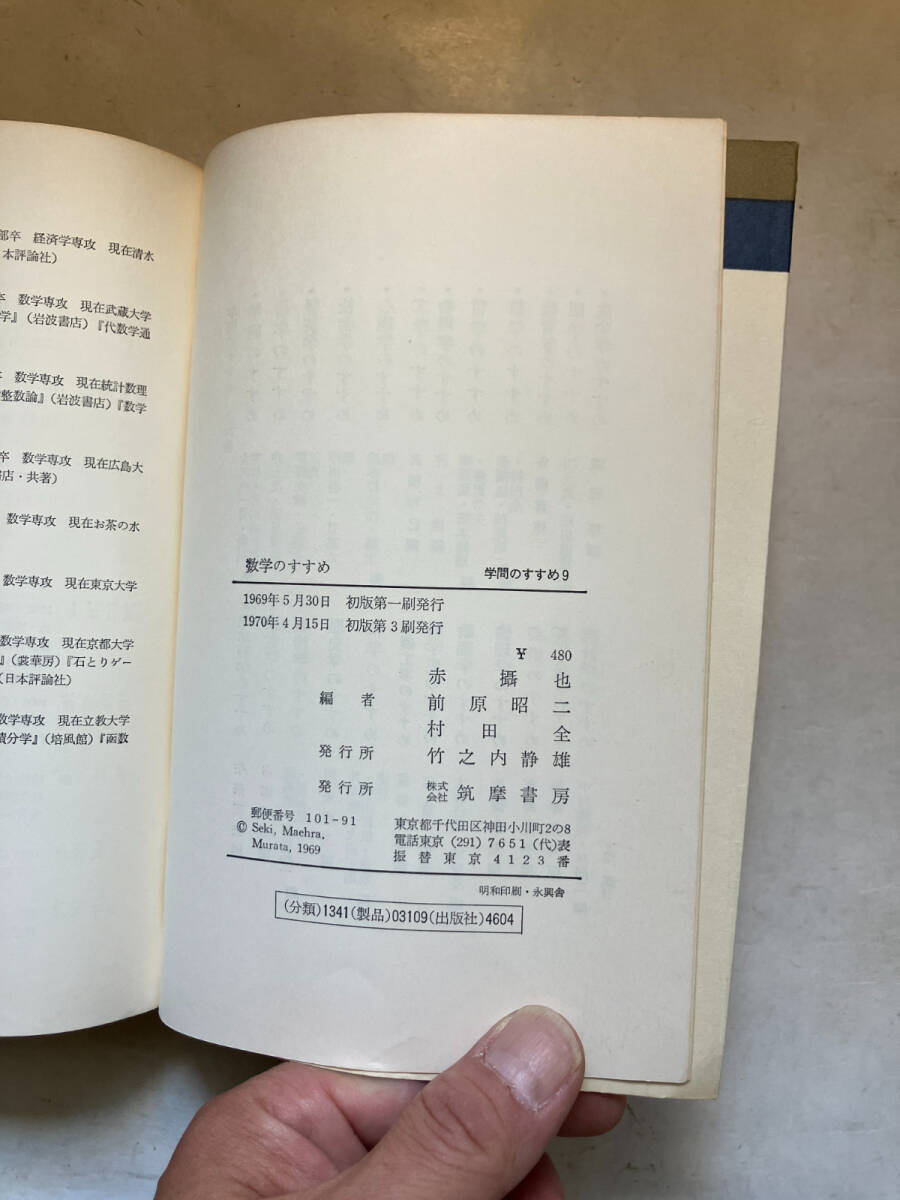 部卒 経済学専攻 現在清水
本評論社)
卒 数学専攻 現在武蔵大学
学』(岩波書店)『代数学通
数学専攻 現在統計数理
整数論』(岩波書店)『数学
卒 数学専攻 現在広島大
書店・共著)
数学専攻 現在お茶の水
数学専攻 現在東京大学
数学専攻 現在京都大学
』(裳華房)『石とりゲー
(日本評論社)
数学専攻 現在立教大学
積分学』(培風館)『函数
数学のすすめ 学問のすすめ9
1969年5月30日 初版第一刷発行
1970年4月15日 初版第3刷発行
¥ 480
赤攝也
編者 前原昭二
村田全
発行所 竹之内静雄
発行所 株式会社 筑摩書房
郵便番号 101-91 東京都千代田区神田小川町2の8
© Seki, Maehra, 電話東京 (291) 7651 (代)表
Murata, 1969 振替東京 4123番
明和印刷・永興舎
(分類)1341(製品)03109(出版社)4604